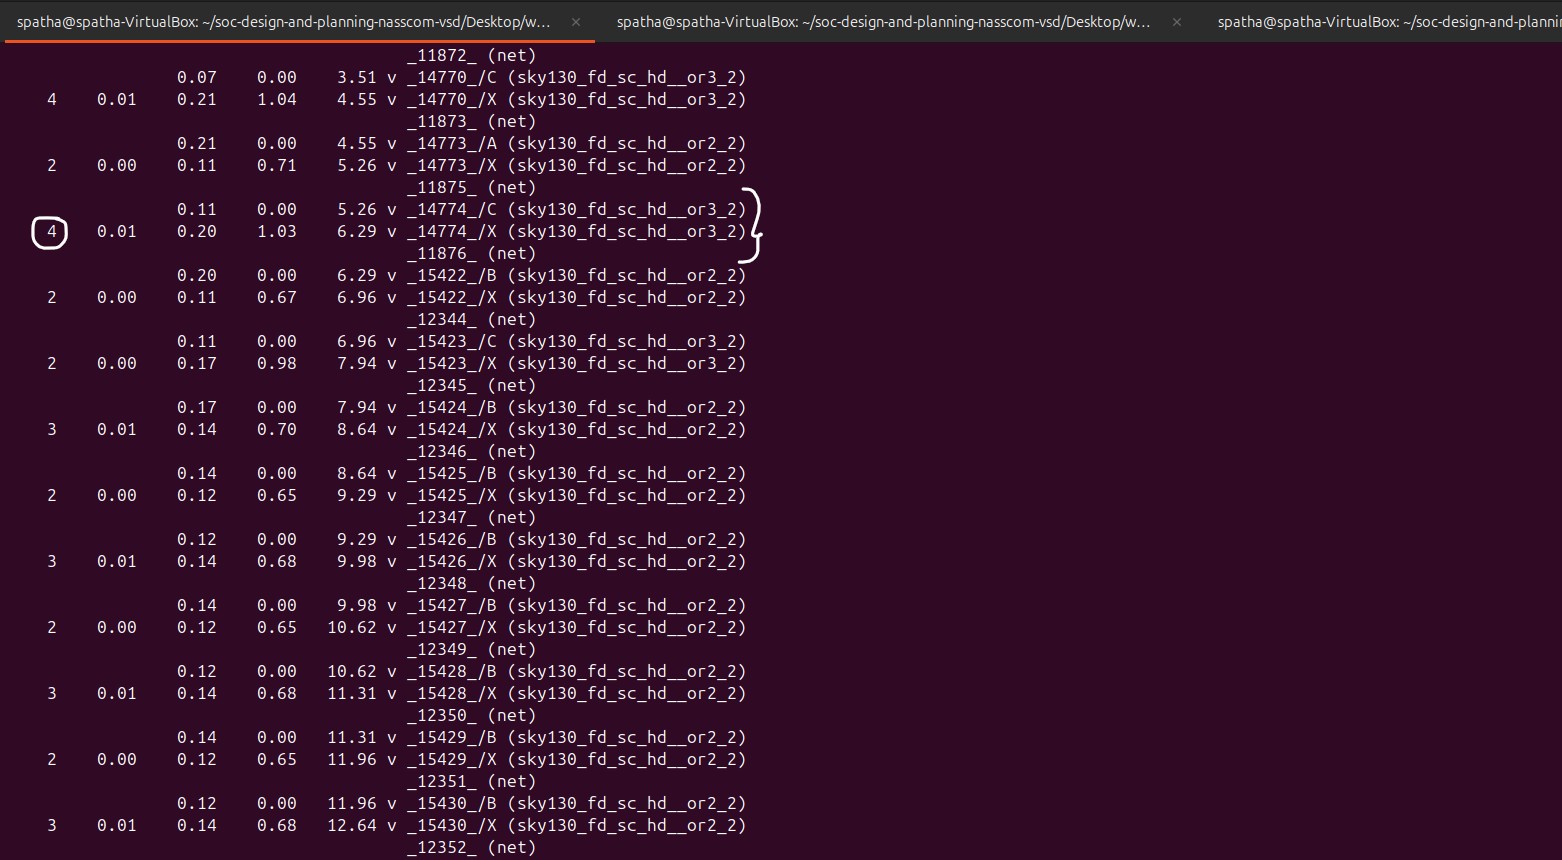 spatha@spatha-VirtualBox: ~/soc-design-and-planning-nasscom-vsd/Desktop/w... × spatha@spatha-VirtualBox: ~/soc-design-and-planning-nasscom-vsd/Desktop/w... × spatha@spatha-VirtualBox: ~/soc-design-and-plannin
_11872_ (net)
0.07 0.00 3.51 v _14770_/C (sky130_fd_sc_hd__or3_2)
4 0.01 0.21 1.04 4.55 v _14770_/X (sky130_fd_sc_hd__or3_2)
_11873_ (net)
0.21 0.00 4.55 v _14773_/A (sky130_fd_sc_hd__or2_2)
2 0.00 0.11 0.71 5.26 v _14773_/X (sky130_fd_sc_hd__or2_2)
_11875_ (net)
0.11 0.00 5.26 v _14774_/C (sky130_fd_sc_hd__or3_2)
4 0.01 0.20 1.03 6.29 v _14774_/X (sky130_fd_sc_hd__or3_2)
_11876_ (net)
0.20 0.00 6.29 v _15422_/B (sky130_fd_sc_hd__or2_2)
2 0.00 0.11 0.67 6.96 v _15422_/X (sky130_fd_sc_hd__or2_2)
_12344_ (net)
0.11 0.00 6.96 v _15423_/C (sky130_fd_sc_hd__or3_2)
2 0.00 0.17 0.98 7.94 v _15423_/X (sky130_fd_sc_hd__or3_2)
_12345_ (net)
0.17 0.00 7.94 v _15424_/B (sky130_fd_sc_hd__or2_2)
3 0.01 0.14 0.70 8.64 v _15424_/X (sky130_fd_sc_hd__or2_2)
_12346_ (net)
0.14 0.00 8.64 v _15425_/B (sky130_fd_sc_hd__or2_2)
2 0.00 0.12 0.65 9.29 v _15425_/X (sky130_fd_sc_hd__or2_2)
_12347_ (net)
0.12 0.00 9.29 v _15426_/B (sky130_fd_sc_hd__or2_2)
3 0.01 0.14 0.68 9.98 v _15426_/X (sky130_fd_sc_hd__or2_2)
_12348_ (net)
0.14 0.00 9.98 v _15427_/B (sky130_fd_sc_hd__or2_2)
2 0.00 0.12 0.65 10.62 v _15427_/X (sky130_fd_sc_hd__or2_2)
_12349_ (net)
0.12 0.00 10.62 v _15428_/B (sky130_fd_sc_hd__or2_2)
3 0.01 0.14 0.68 11.31 v _15428_/X (sky130_fd_sc_hd__or2_2)
_12350_ (net)
0.14 0.00 11.31 v _15429_/B (sky130_fd_sc_hd__or2_2)
2 0.00 0.12 0.65 11.96 v _15429_/X (sky130_fd_sc_hd__or2_2)
_12351_ (net)
0.12 0.00 11.96 v _15430_/B (sky130_fd_sc_hd__or2_2)
3 0.01 0.14 0.68 12.64 v _15430_/X (sky130_fd_sc_hd__or2_2)
_12352_ (net)